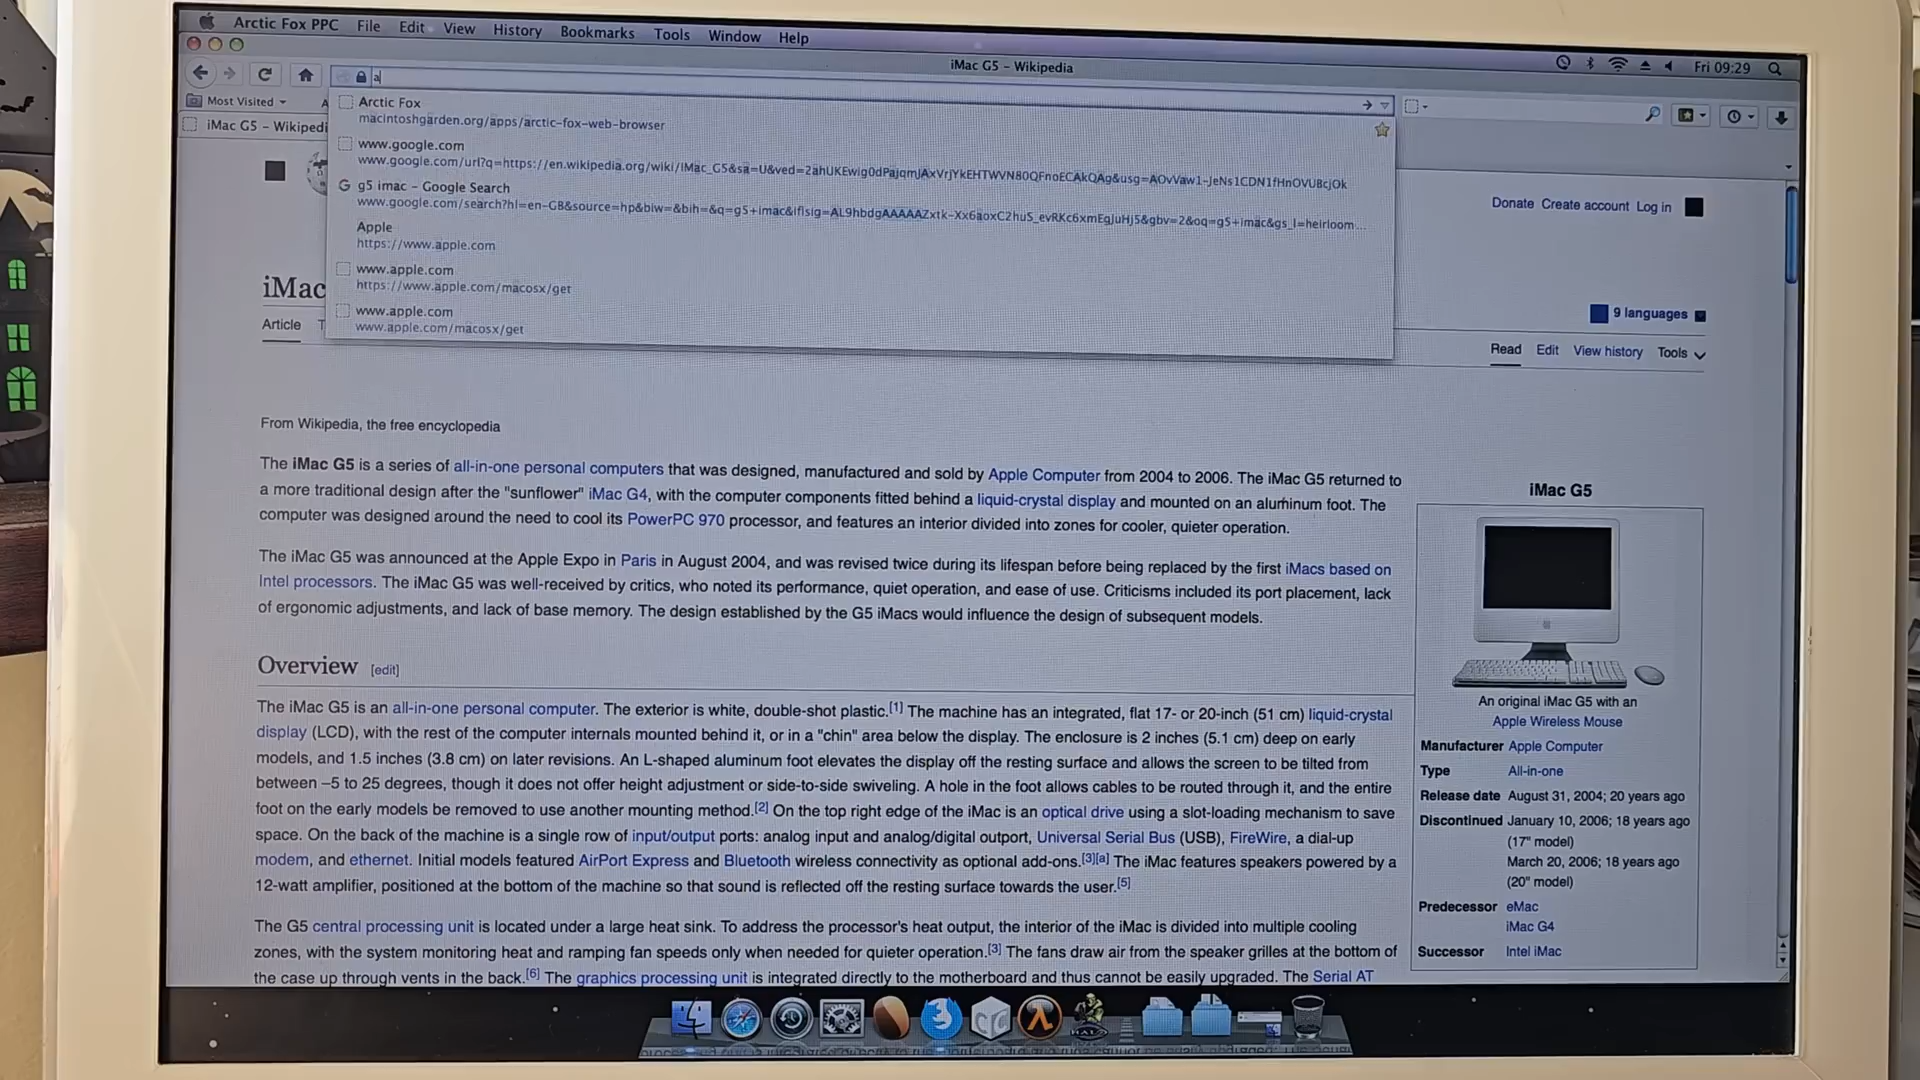 Arctic Fox PPC File Edit View History Bookmarks Tools Window Help
Fri 09:29
iMac G5 – Wikipedia
a
Most Visited
iMac G5 – Wikipedi
Arctic Fox
macintoshgarden.org/apps/arctic-fox-web-browser
www.google.com
G g5 imac – Google Search
Apple
https://www.apple.com
www.apple.com
https://www.apple.com/macosx/get
www.apple.com
www.apple.com/macosx/get
Donate Create account Log in
iMac
9 languages
Article T
Read Edit View history Tools
From Wikipedia, the free encyclopedia
The iMac G5 is a series of all-in-one personal computers that was designed, manufactured and sold by Apple Computer from 2004 to 2006. The iMac G5 returned to
a more traditional design after the "sunflower" iMac G4, with the computer components fitted behind a liquid-crystal display and mounted on an aluminum foot. The
computer was designed around the need to cool its PowerPC 970 processor, and features an interior divided into zones for cooler, quieter operation.
The iMac G5 was announced at the Apple Expo in Paris in August 2004, and was revised twice during its lifespan before being replaced by the first iMacs based on
Intel processors. The iMac G5 was well-received by critics, who noted its performance, quiet operation, and ease of use. Criticisms included its port placement, lack
of ergonomic adjustments, and lack of base memory. The design established by the G5 iMacs would influence the design of subsequent models.
Overview [edit]
The iMac G5 is an all-in-one personal computer. The exterior is white, double-shot plastic.[1] The machine has an integrated, flat 17- or 20-inch (51 cm) liquid-crystal
display (LCD), with the rest of the computer internals mounted behind it, or in a "chin" area below the display. The enclosure is 2 inches (5.1 cm) deep on early
models, and 1.5 inches (3.8 cm) on later revisions. An L-shaped aluminum foot elevates the display off the resting surface and allows the screen to be tilted from
between –5 to 25 degrees, though it does not offer height adjustment or side-to-side swiveling. A hole in the foot allows cables to be routed through it, and the entire
foot on the early models be removed to use another mounting method.[2] On the top right edge of the iMac is an optical drive using a slot-loading mechanism to save
space. On the back of the machine is a single row of input/output ports: analog input and analog/digital outport, Universal Serial Bus (USB), FireWire, a dial-up
modem, and ethernet. Initial models featured AirPort Express and Bluetooth wireless connectivity as optional add-ons.[3][a] The iMac features speakers powered by a
12-watt amplifier, positioned at the bottom of the machine so that sound is reflected off the resting surface towards the user.[5]
The G5 central processing unit is located under a large heat sink. To address the processor's heat output, the interior of the iMac is divided into multiple cooling
zones, with the system monitoring heat and ramping fan speeds only when needed for quieter operation.[3] The fans draw air from the speaker grilles at the bottom of
the case up through vents in the back.[6] The graphics processing unit is integrated directly to the motherboard and thus cannot be easily upgraded. The Serial AT
iMac G5
An original iMac G5 with an
Apple Wireless Mouse
Manufacturer Apple Computer
Type All-in-one
Release date August 31, 2004; 20 years ago
Discontinued January 10, 2006; 18 years ago
(17" model)
March 20, 2006; 18 years ago
(20" model)
Predecessor eMac
iMac G4
Successor Intel iMac
HALO